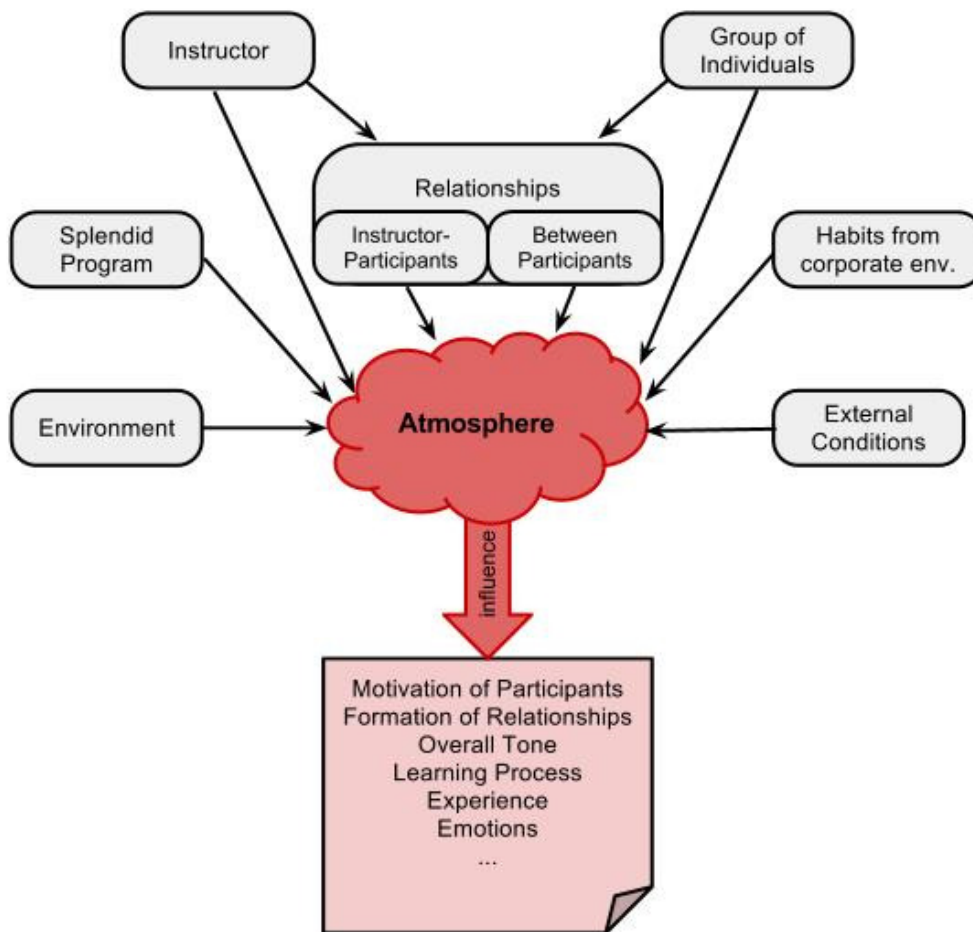 Instructor
Group of
Individuals
Relationships
Instructor-
Participants
Between
Participants
Splendid
Program
Habits from
corporate env.
Environment
Atmosphere
External
Conditions
influence
Motivation of Participants
Formation of Relationships
Overall Tone
Learning Process
Experience
Emotions
...